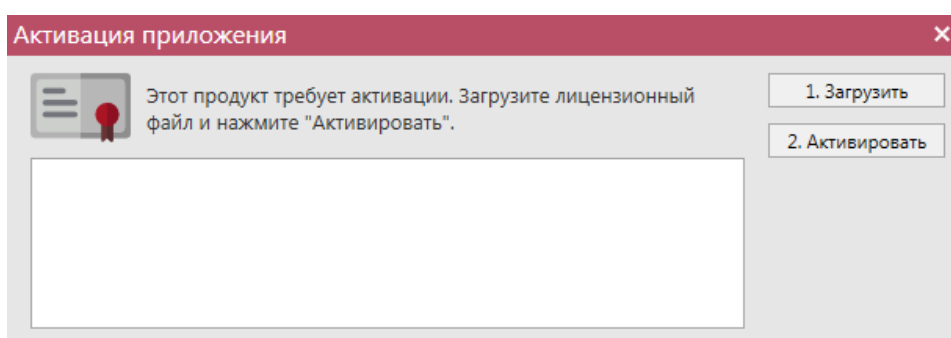 Активация приложения
Этот продукт требует активации. Загрузите лицензионный
файл и нажмите "Активировать".
1. Загрузить
2. Активировать